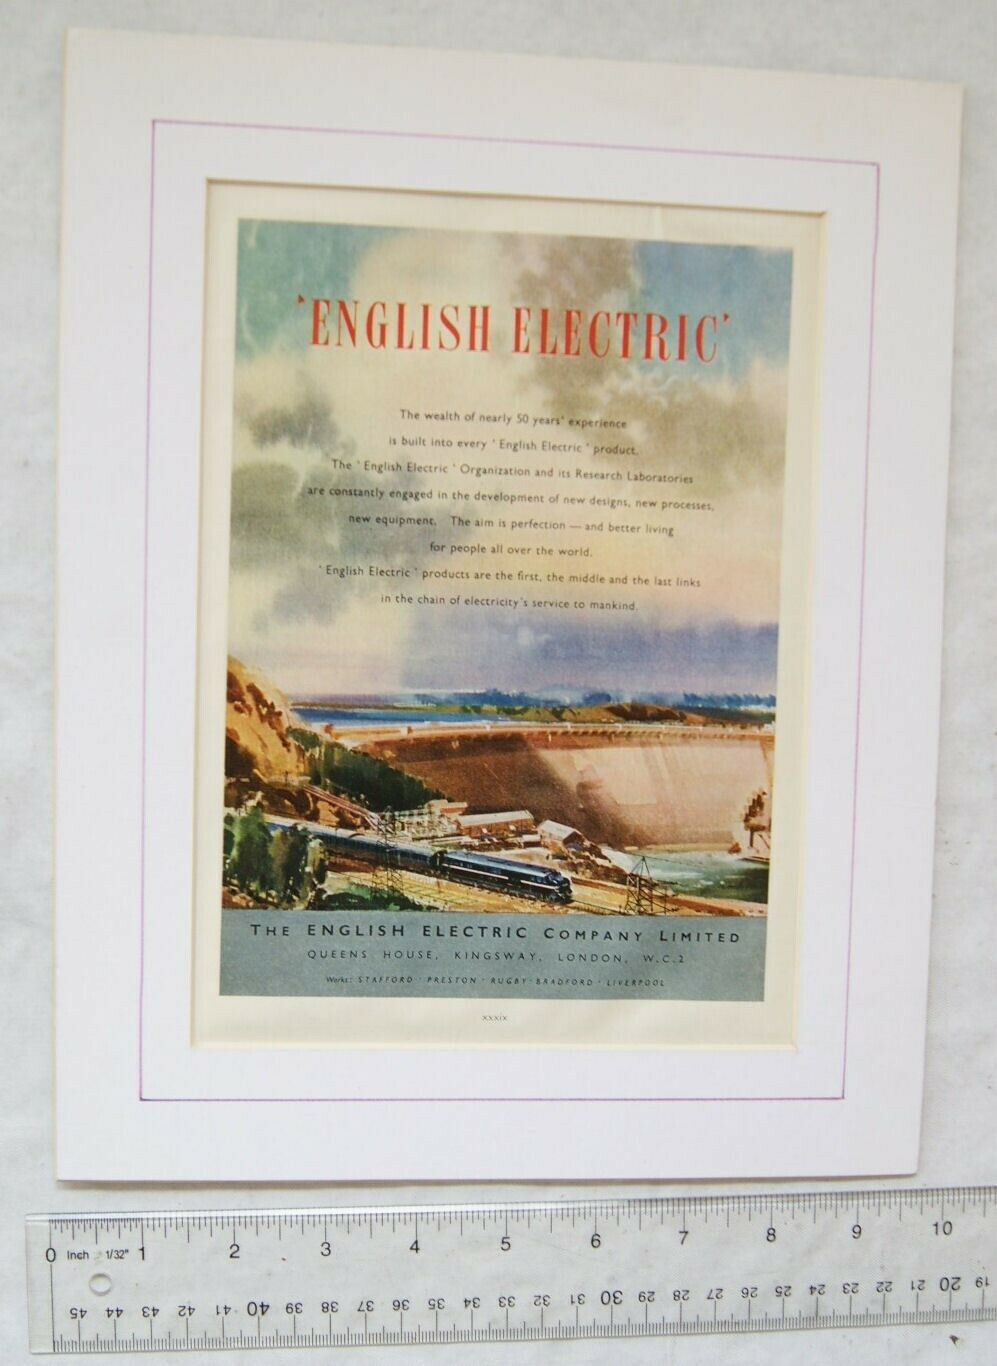 'ENGLISH ELECTRIC'
The wealth of nearly 50 years' experience
is built into every ' English Electric ' product.
The ' English Electric ' Organization and its Research Laboratories
are constantly engaged in the development of new designs, new processes,
new equipment. The aim is perfection — and better living
for people all over the world.
' English Electric ' products are the first, the middle and the last links
in the chain of electricity's service to mankind.
THE ENGLISH ELECTRIC COMPANY LIMITED
QUEENS HOUSE, KINGSWAY, LONDON, W.C.2
Works: STAFFORD · PRESTON · RUGBY · BRADFORD · LIVERPOOL
xxxix
0 Inch 1/32" 1 2 3 4 5 6 7 8 9 10
45 44 43 42 41 40 39 38 37 36 35 34 33 32 31 30 29 28 27 26 25 24 23 22 21 20 19